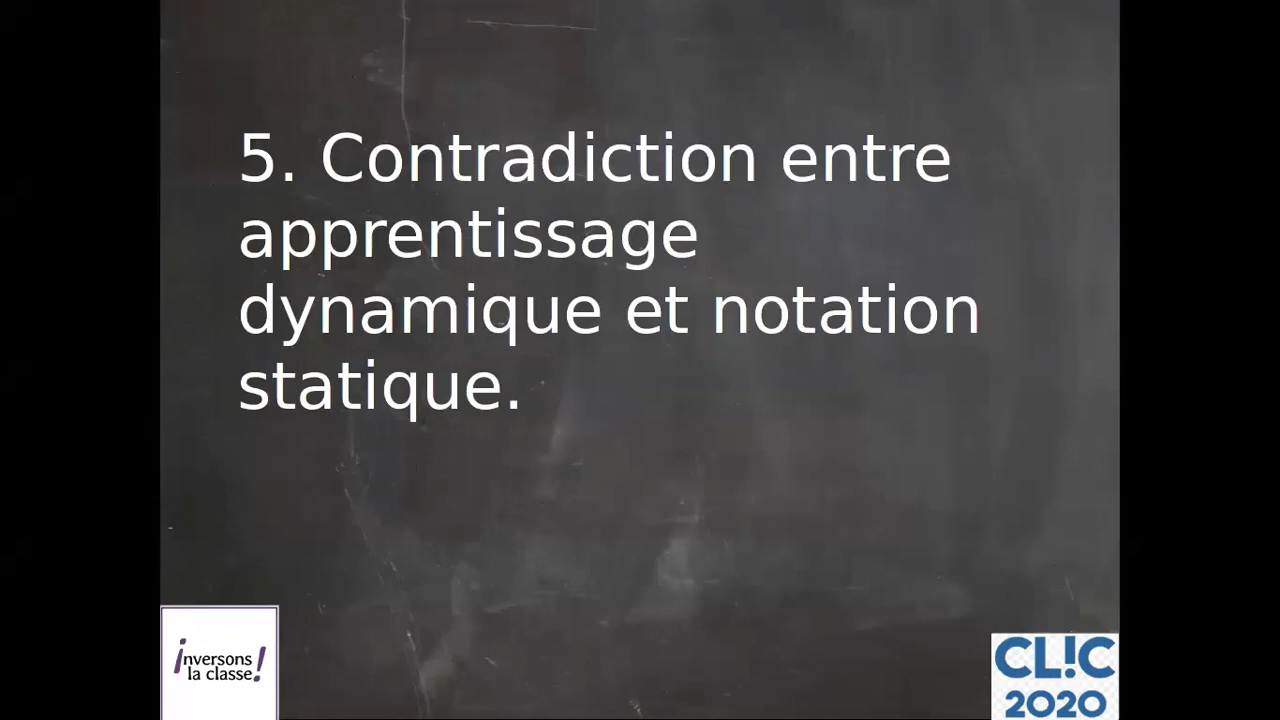 5. Contradiction entre
apprentissage
dynamique et notation
statique.
inversons
la classe!
CL!C
2020